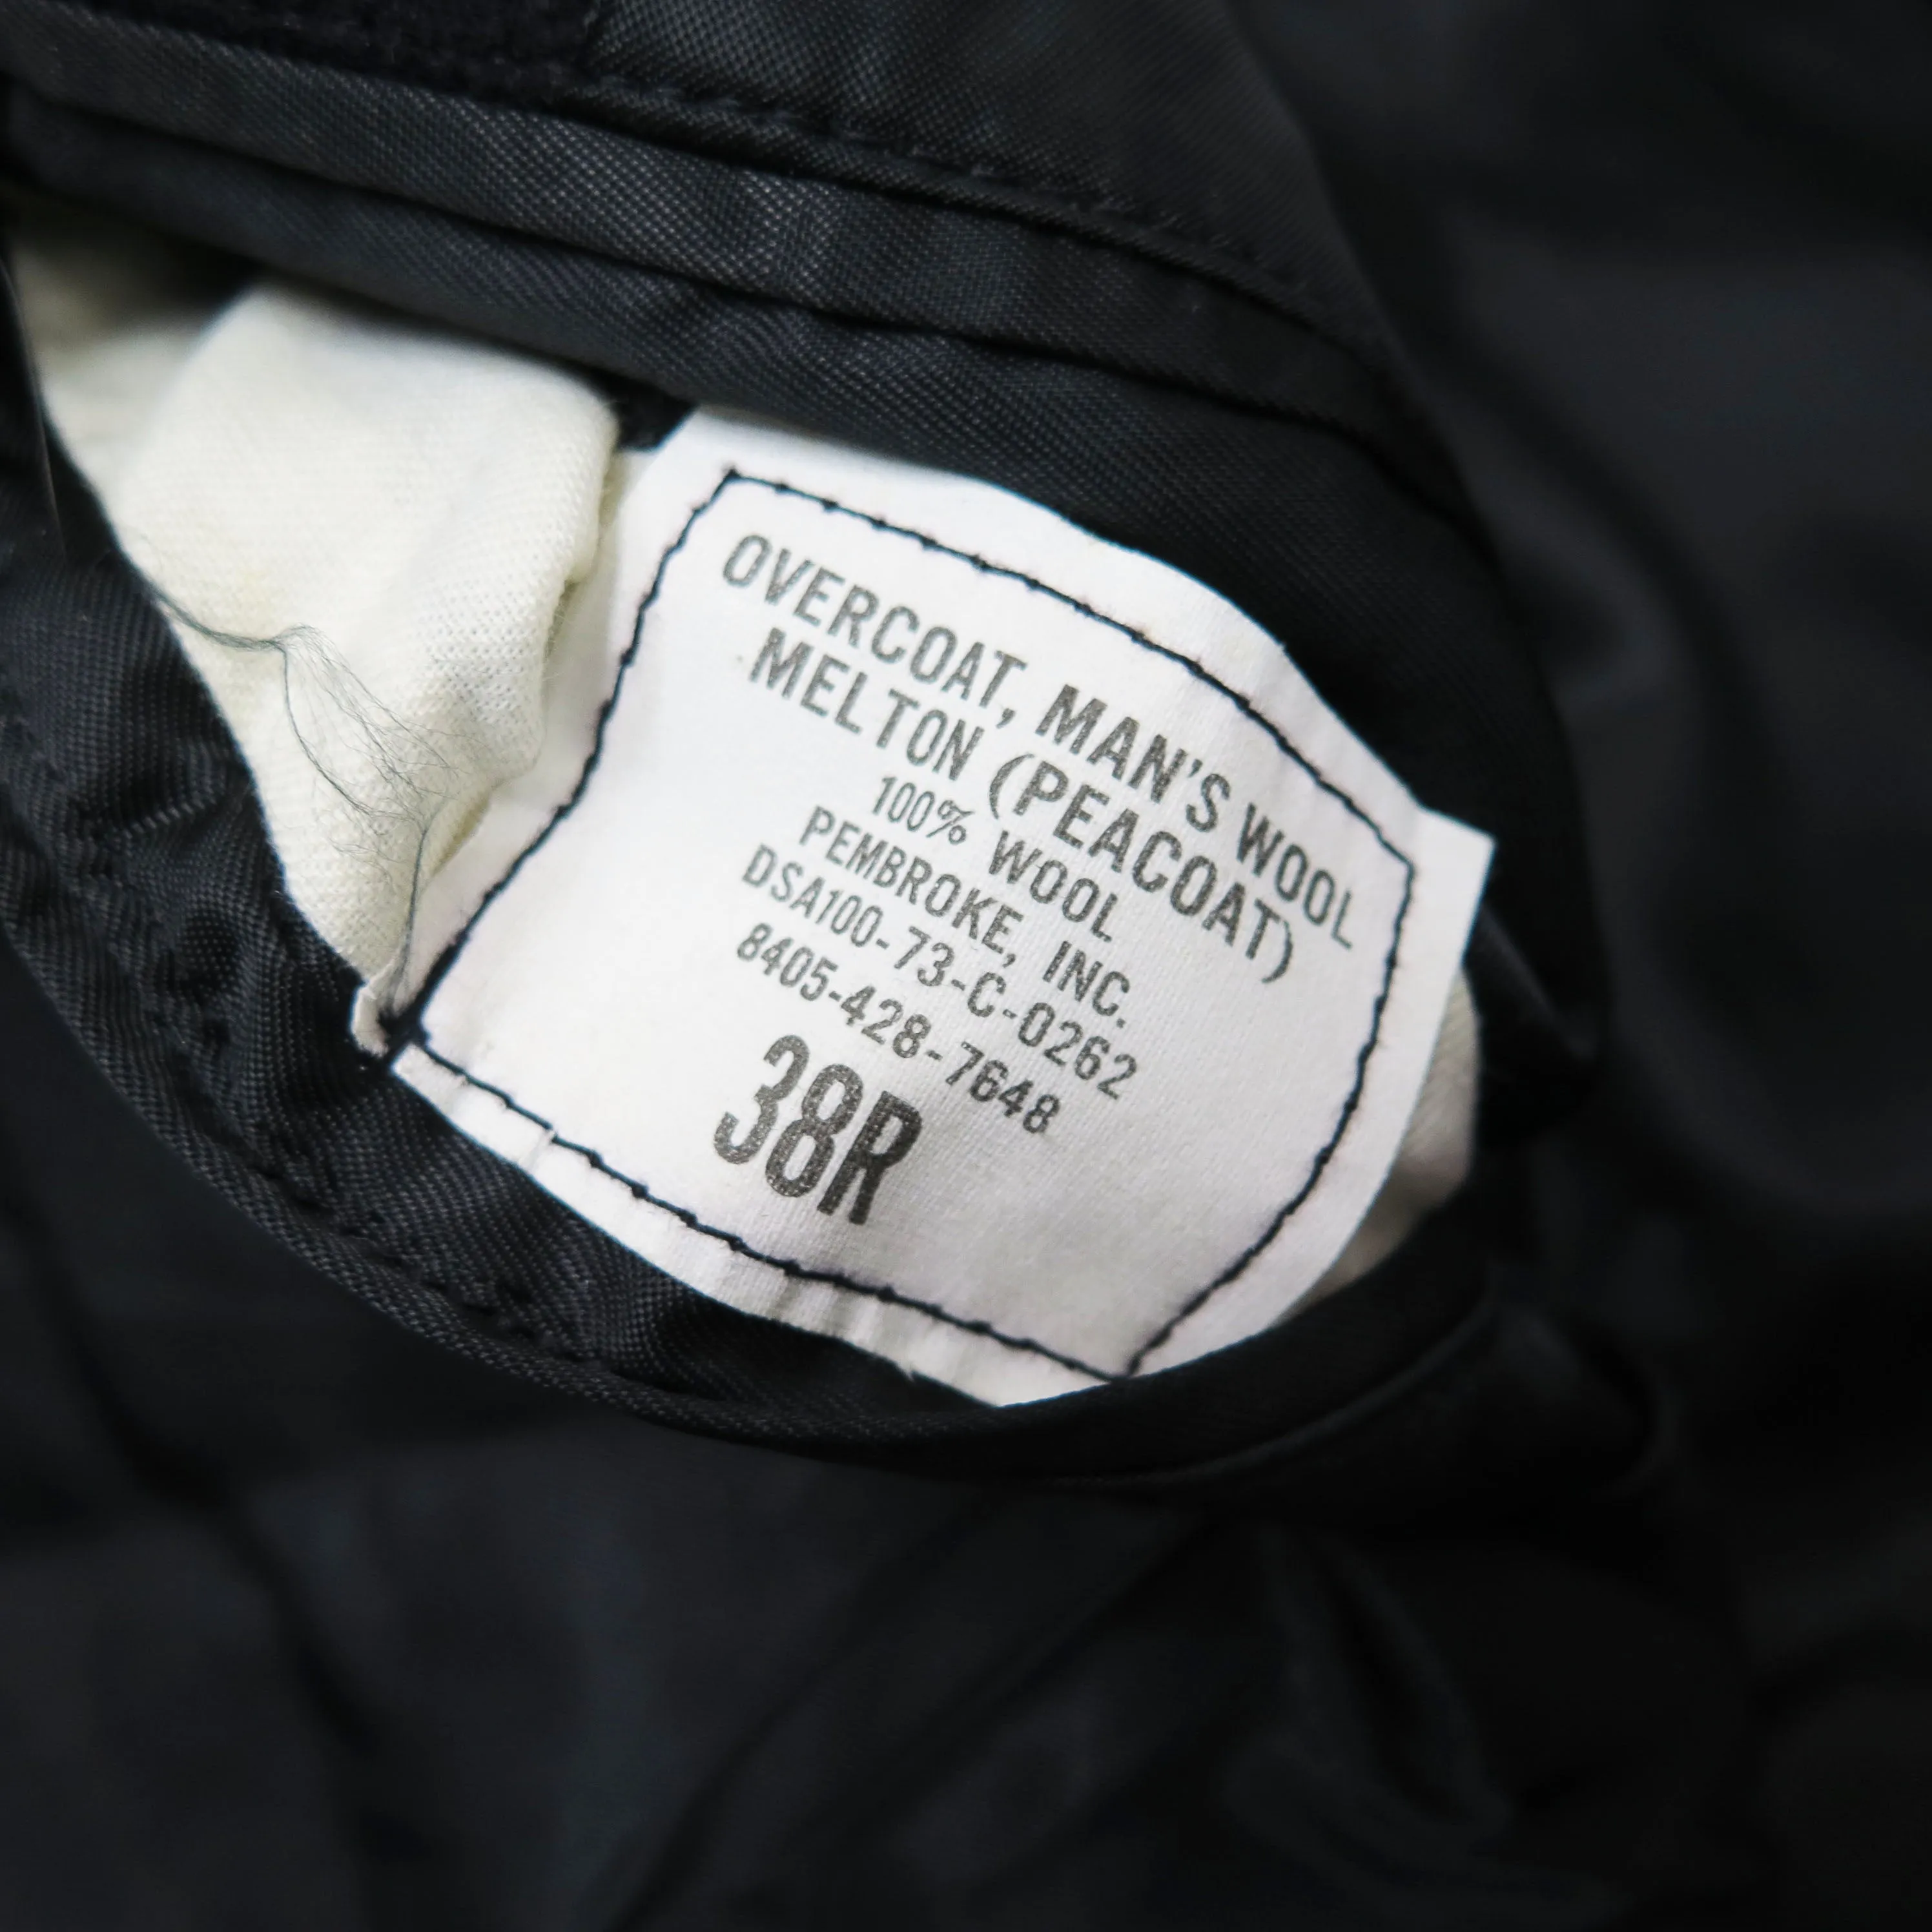 OVERCOAT, MAN'S WOOL
MELTON (PEACOAT)
100% WOOL
PEMBROKE, INC.
DSA100-73-C-0262
8405-428-7648
38R